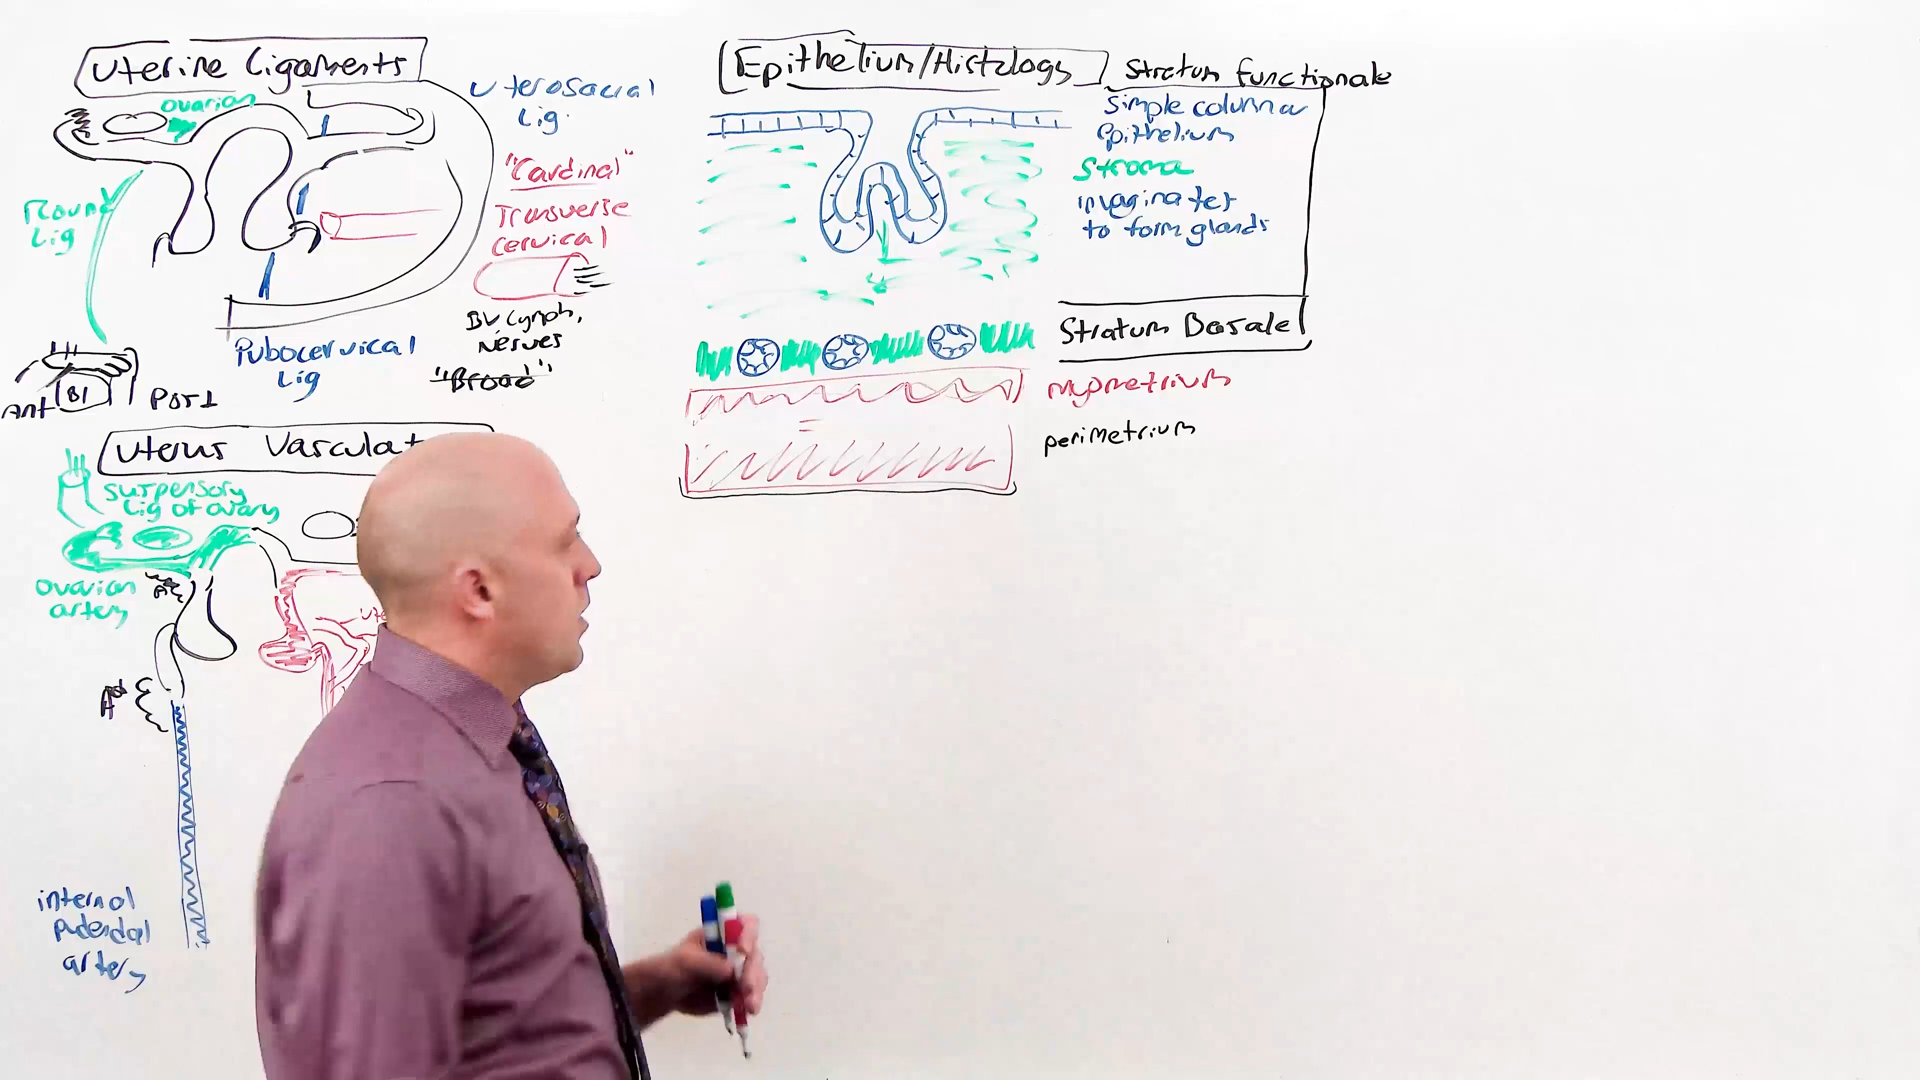 Uterine Ligaments
ovarian
Uterosacral
Lig.
"Cardinal"
Transverse
cervical
Round
Lig
BV Lymph,
Nerves
"Broad"
Pubocervical
Lig
Ant
Bl
Post
Uterus Vasculat
suspensory
Lig of ovary
ovarian
artery
ute
internal
pudendal
artery
Epithelium/Histology
Stratum functionale
simple columna
Epithelium
Stroma
invaginates
to form glands
Stratum Basale
myometrium
perimetrium